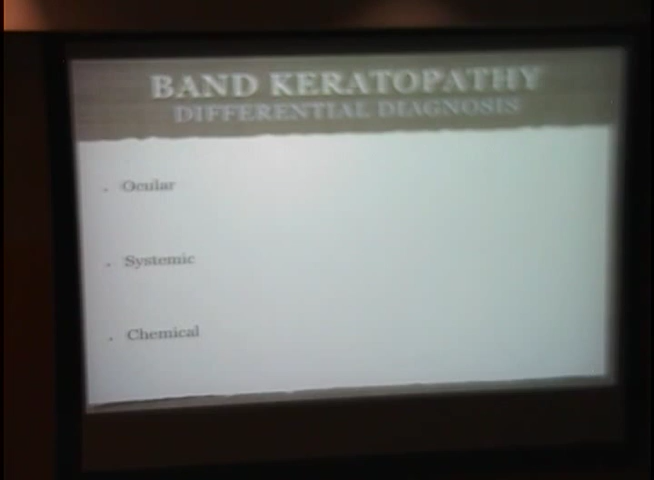 BAND KERATOPATHY
DIFFERENTIAL DIAGNOSIS
• Ocular
• Systemic
• Chemical